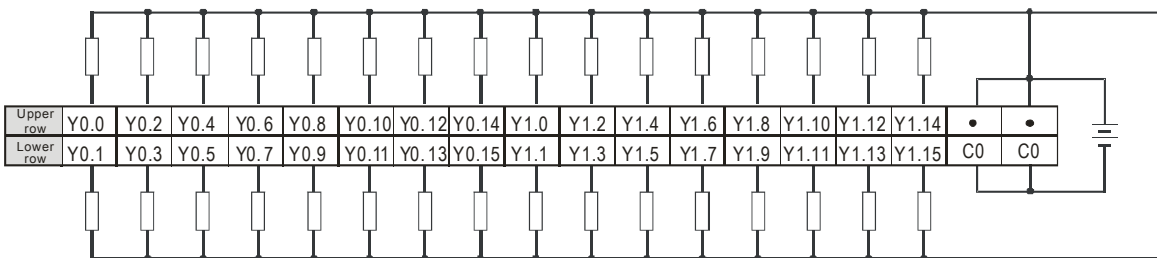 Upper row Y0.0 Y0.2 Y0.4 Y0.6 Y0.8 Y0.10 Y0.12 Y0.14 Y1.0 Y1.2 Y1.4 Y1.6 Y1.8 Y1.10 Y1.12 Y1.14 • •
Lower row Y0.1 Y0.3 Y0.5 Y0.7 Y0.9 Y0.11 Y0.13 Y0.15 Y1.1 Y1.3 Y1.5 Y1.7 Y1.9 Y1.11 Y1.13 Y1.15 C0 C0